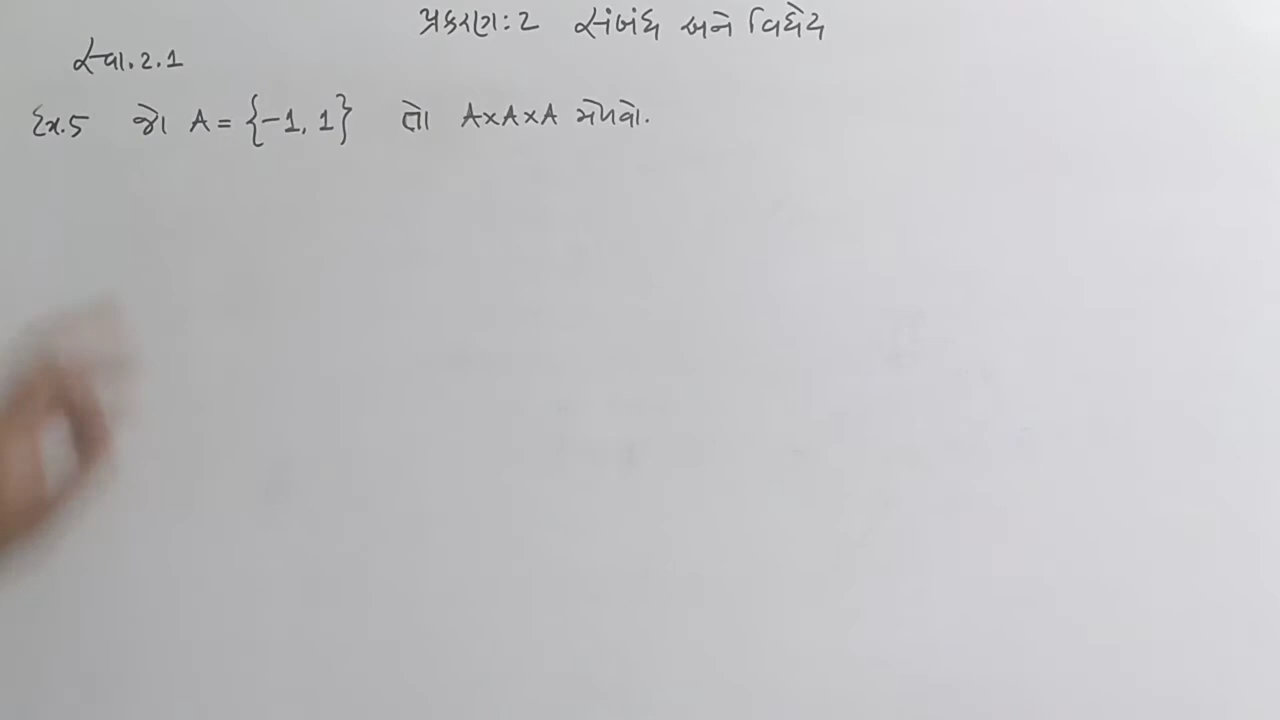 પ્રકરણ: 2 સંબંધ અને વિધેય
સ્વા. 2.1
Ex.5 જો A = {-1, 1} તો A×A×A મેળવો.